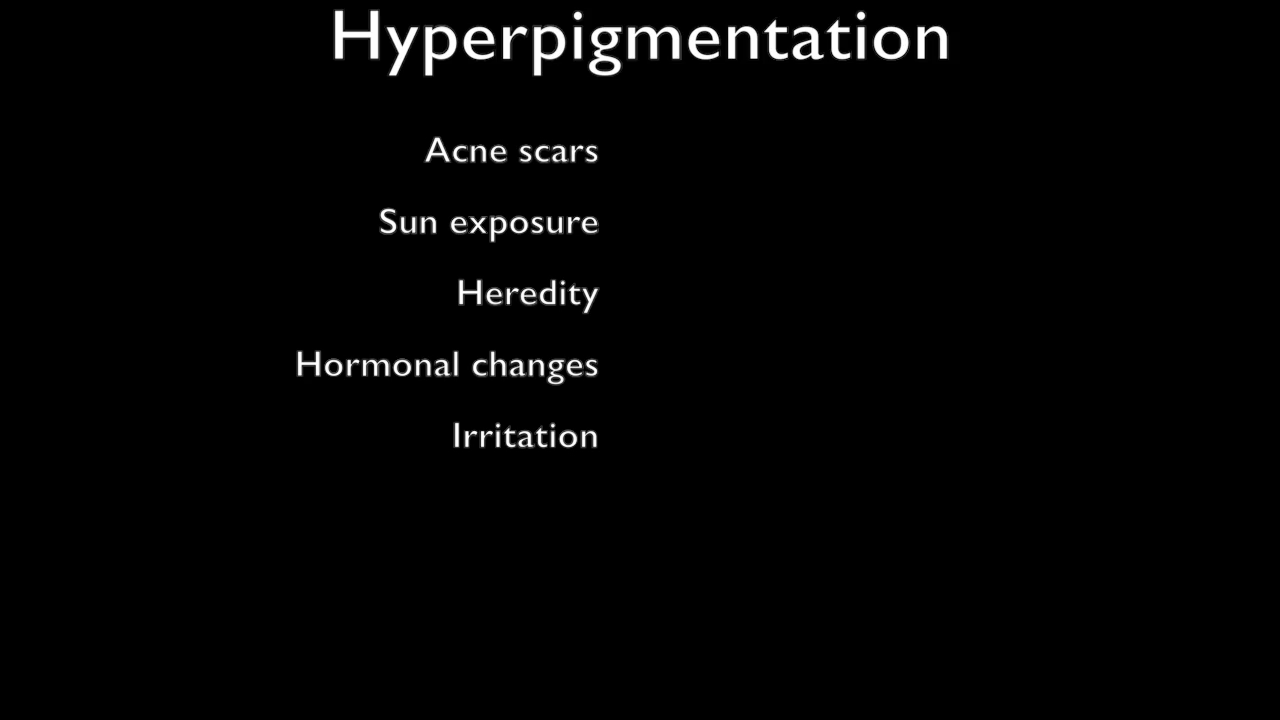 Hyperpigmentation
Acne scars
Sun exposure
Heredity
Hormonal changes
Irritation